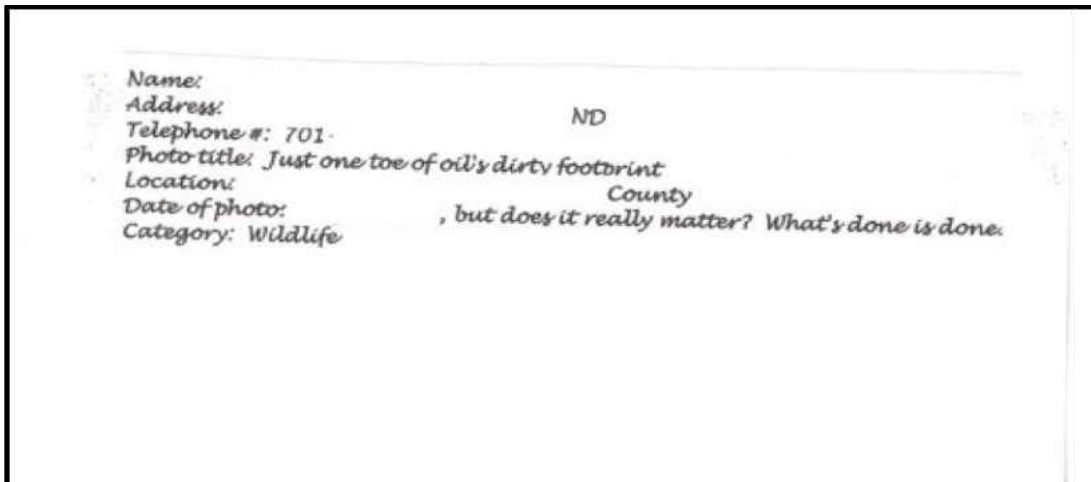 Name:
Address: ND
Telephone #: 701-
Photo title: Just one toe of oil's dirty footprint
Location: County
Date of photo: , but does it really matter? What's done is done.
Category: Wildlife